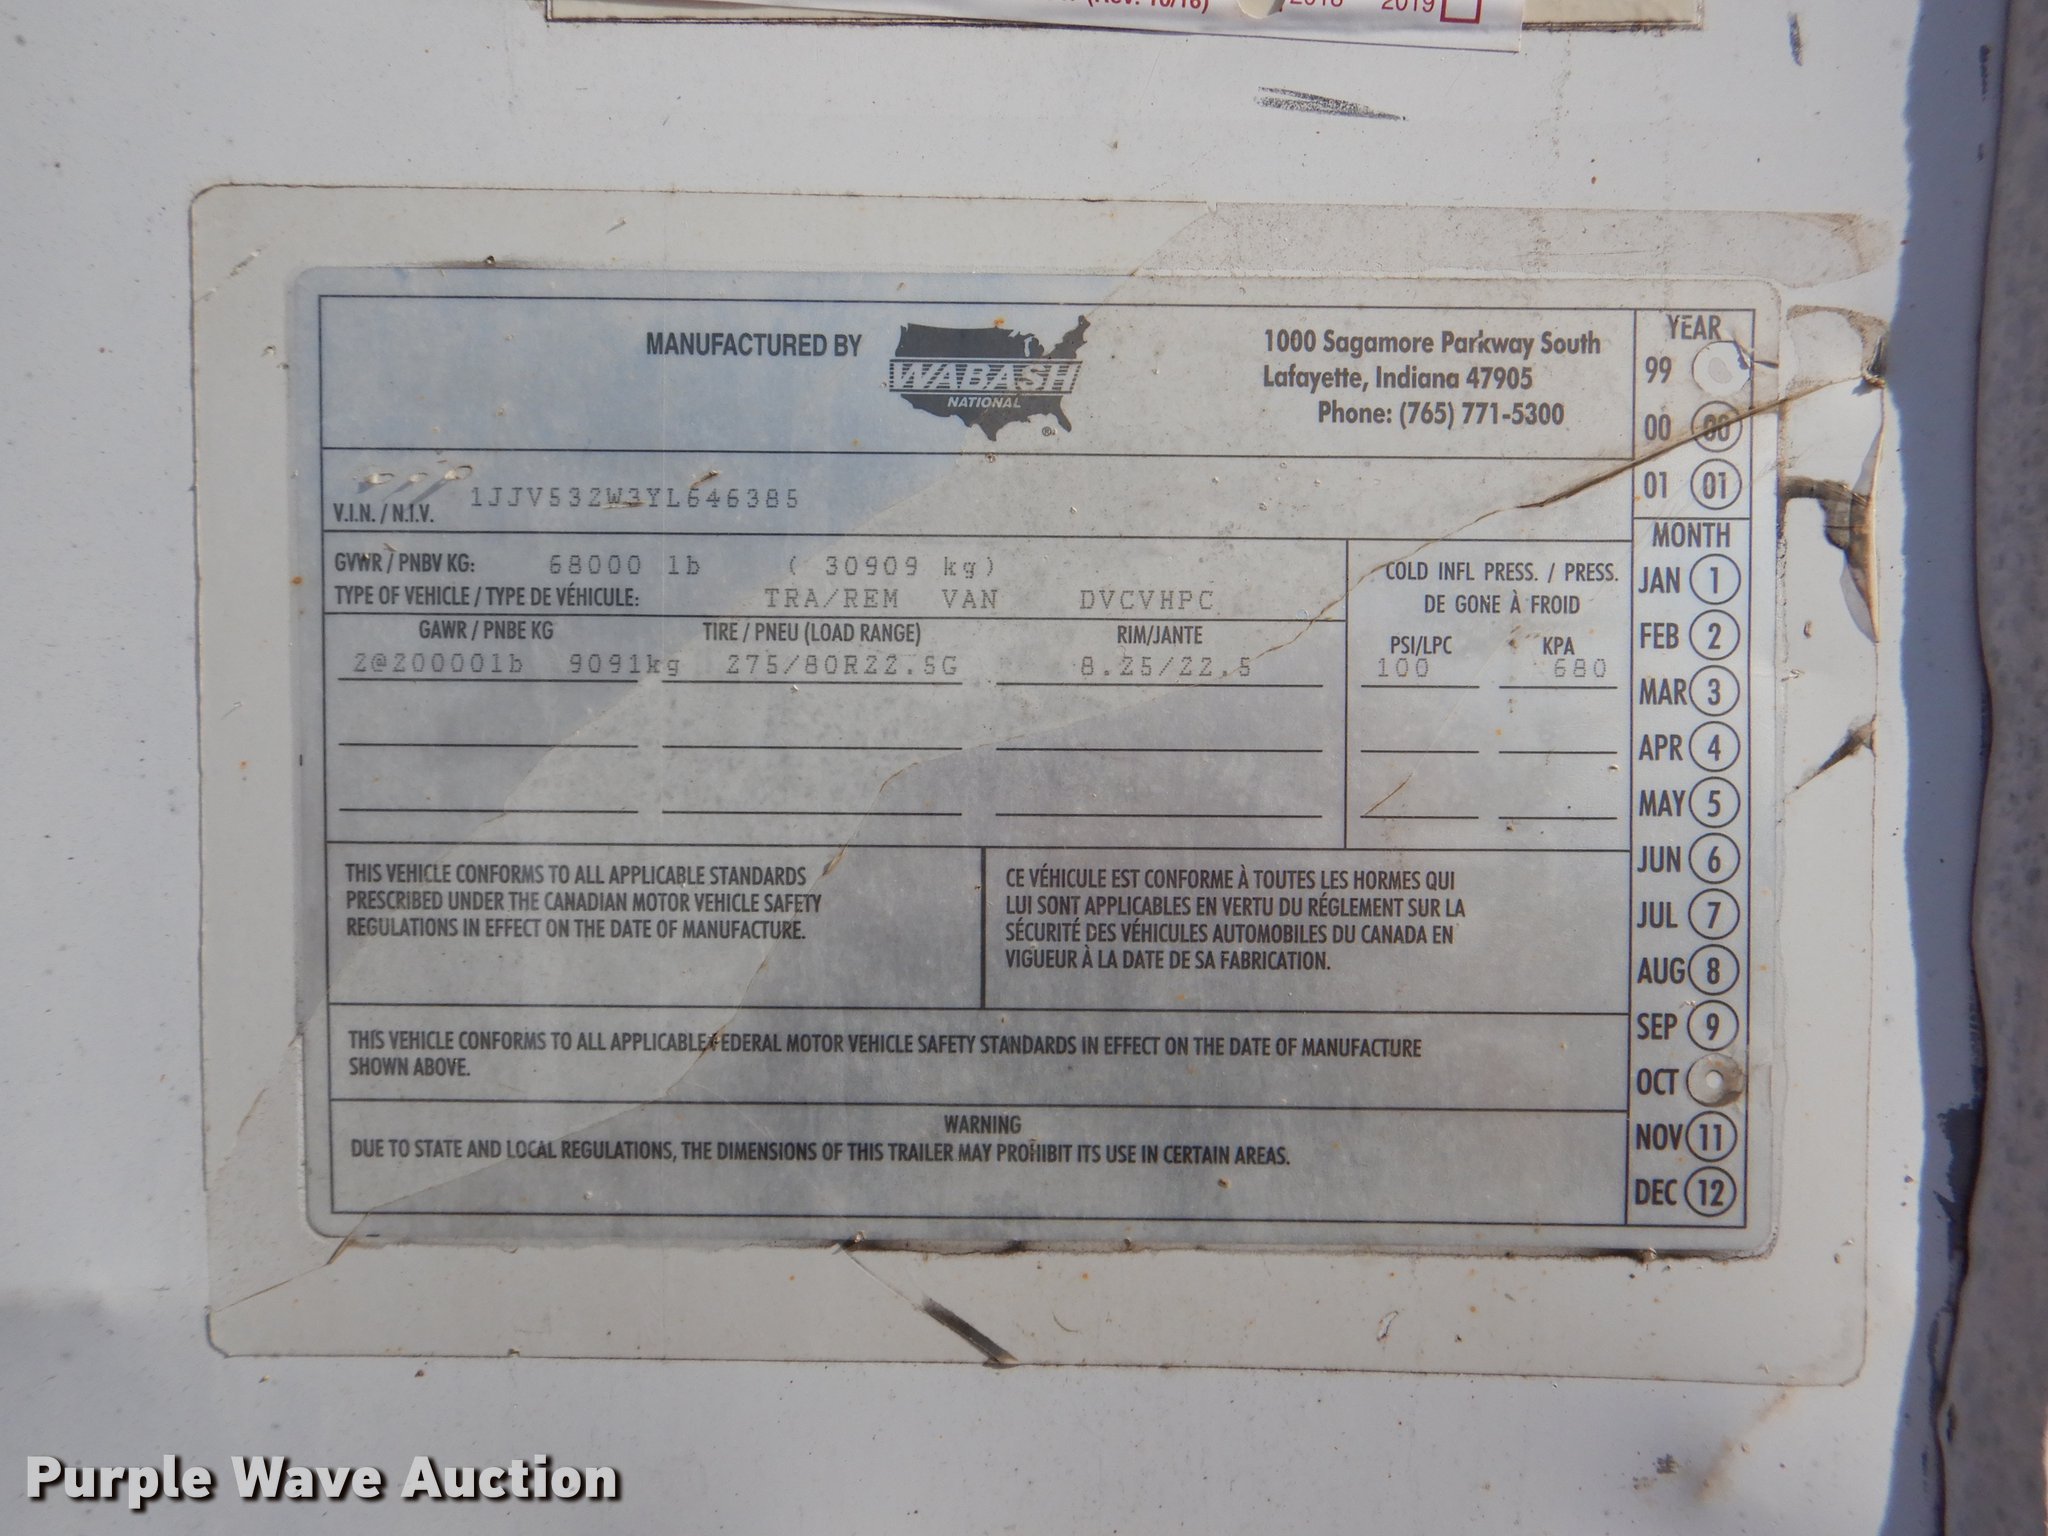 (Rev. 10/16) 2018 2019
MANUFACTURED BY
WABASH
NATIONAL
®
1000 Sagamore Parkway South
Lafayette, Indiana 47905
Phone: (765) 771-5300
YEAR
99
00 00
01 01
V.I.N. / N.I.V. 1JJV532W3YL646385
GVWR / PNBV KG: 68000 lb ( 30909 kg)
TYPE OF VEHICLE / TYPE DE VÉHICULE: TRA/REM VAN DVCVHPC
COLD INFL PRESS. / PRESS.
DE GONE À FROID
GAWR / PNBE KG TIRE / PNEU (LOAD RANGE) RIM/JANTE PSI/LPC KPA
2@20000lb 9091kg 275/80R22.5G 8.25/22.5 100 680
MONTH
JAN 1
FEB 2
MAR 3
APR 4
MAY 5
JUN 6
JUL 7
AUG 8
SEP 9
OCT
NOV 11
DEC 12
THIS VEHICLE CONFORMS TO ALL APPLICABLE STANDARDS
PRESCRIBED UNDER THE CANADIAN MOTOR VEHICLE SAFETY
REGULATIONS IN EFFECT ON THE DATE OF MANUFACTURE.
CE VÉHICULE EST CONFORME À TOUTES LES HORMES QUI
LUI SONT APPLICABLES EN VERTU DU RÉGLEMENT SUR LA
SÉCURITÉ DES VÉHICULES AUTOMOBILES DU CANADA EN
VIGUEUR À LA DATE DE SA FABRICATION.
THIS VEHICLE CONFORMS TO ALL APPLICABLE FEDERAL MOTOR VEHICLE SAFETY STANDARDS IN EFFECT ON THE DATE OF MANUFACTURE
SHOWN ABOVE.
WARNING
DUE TO STATE AND LOCAL REGULATIONS, THE DIMENSIONS OF THIS TRAILER MAY PROHIBIT ITS USE IN CERTAIN AREAS.
Purple Wave Auction